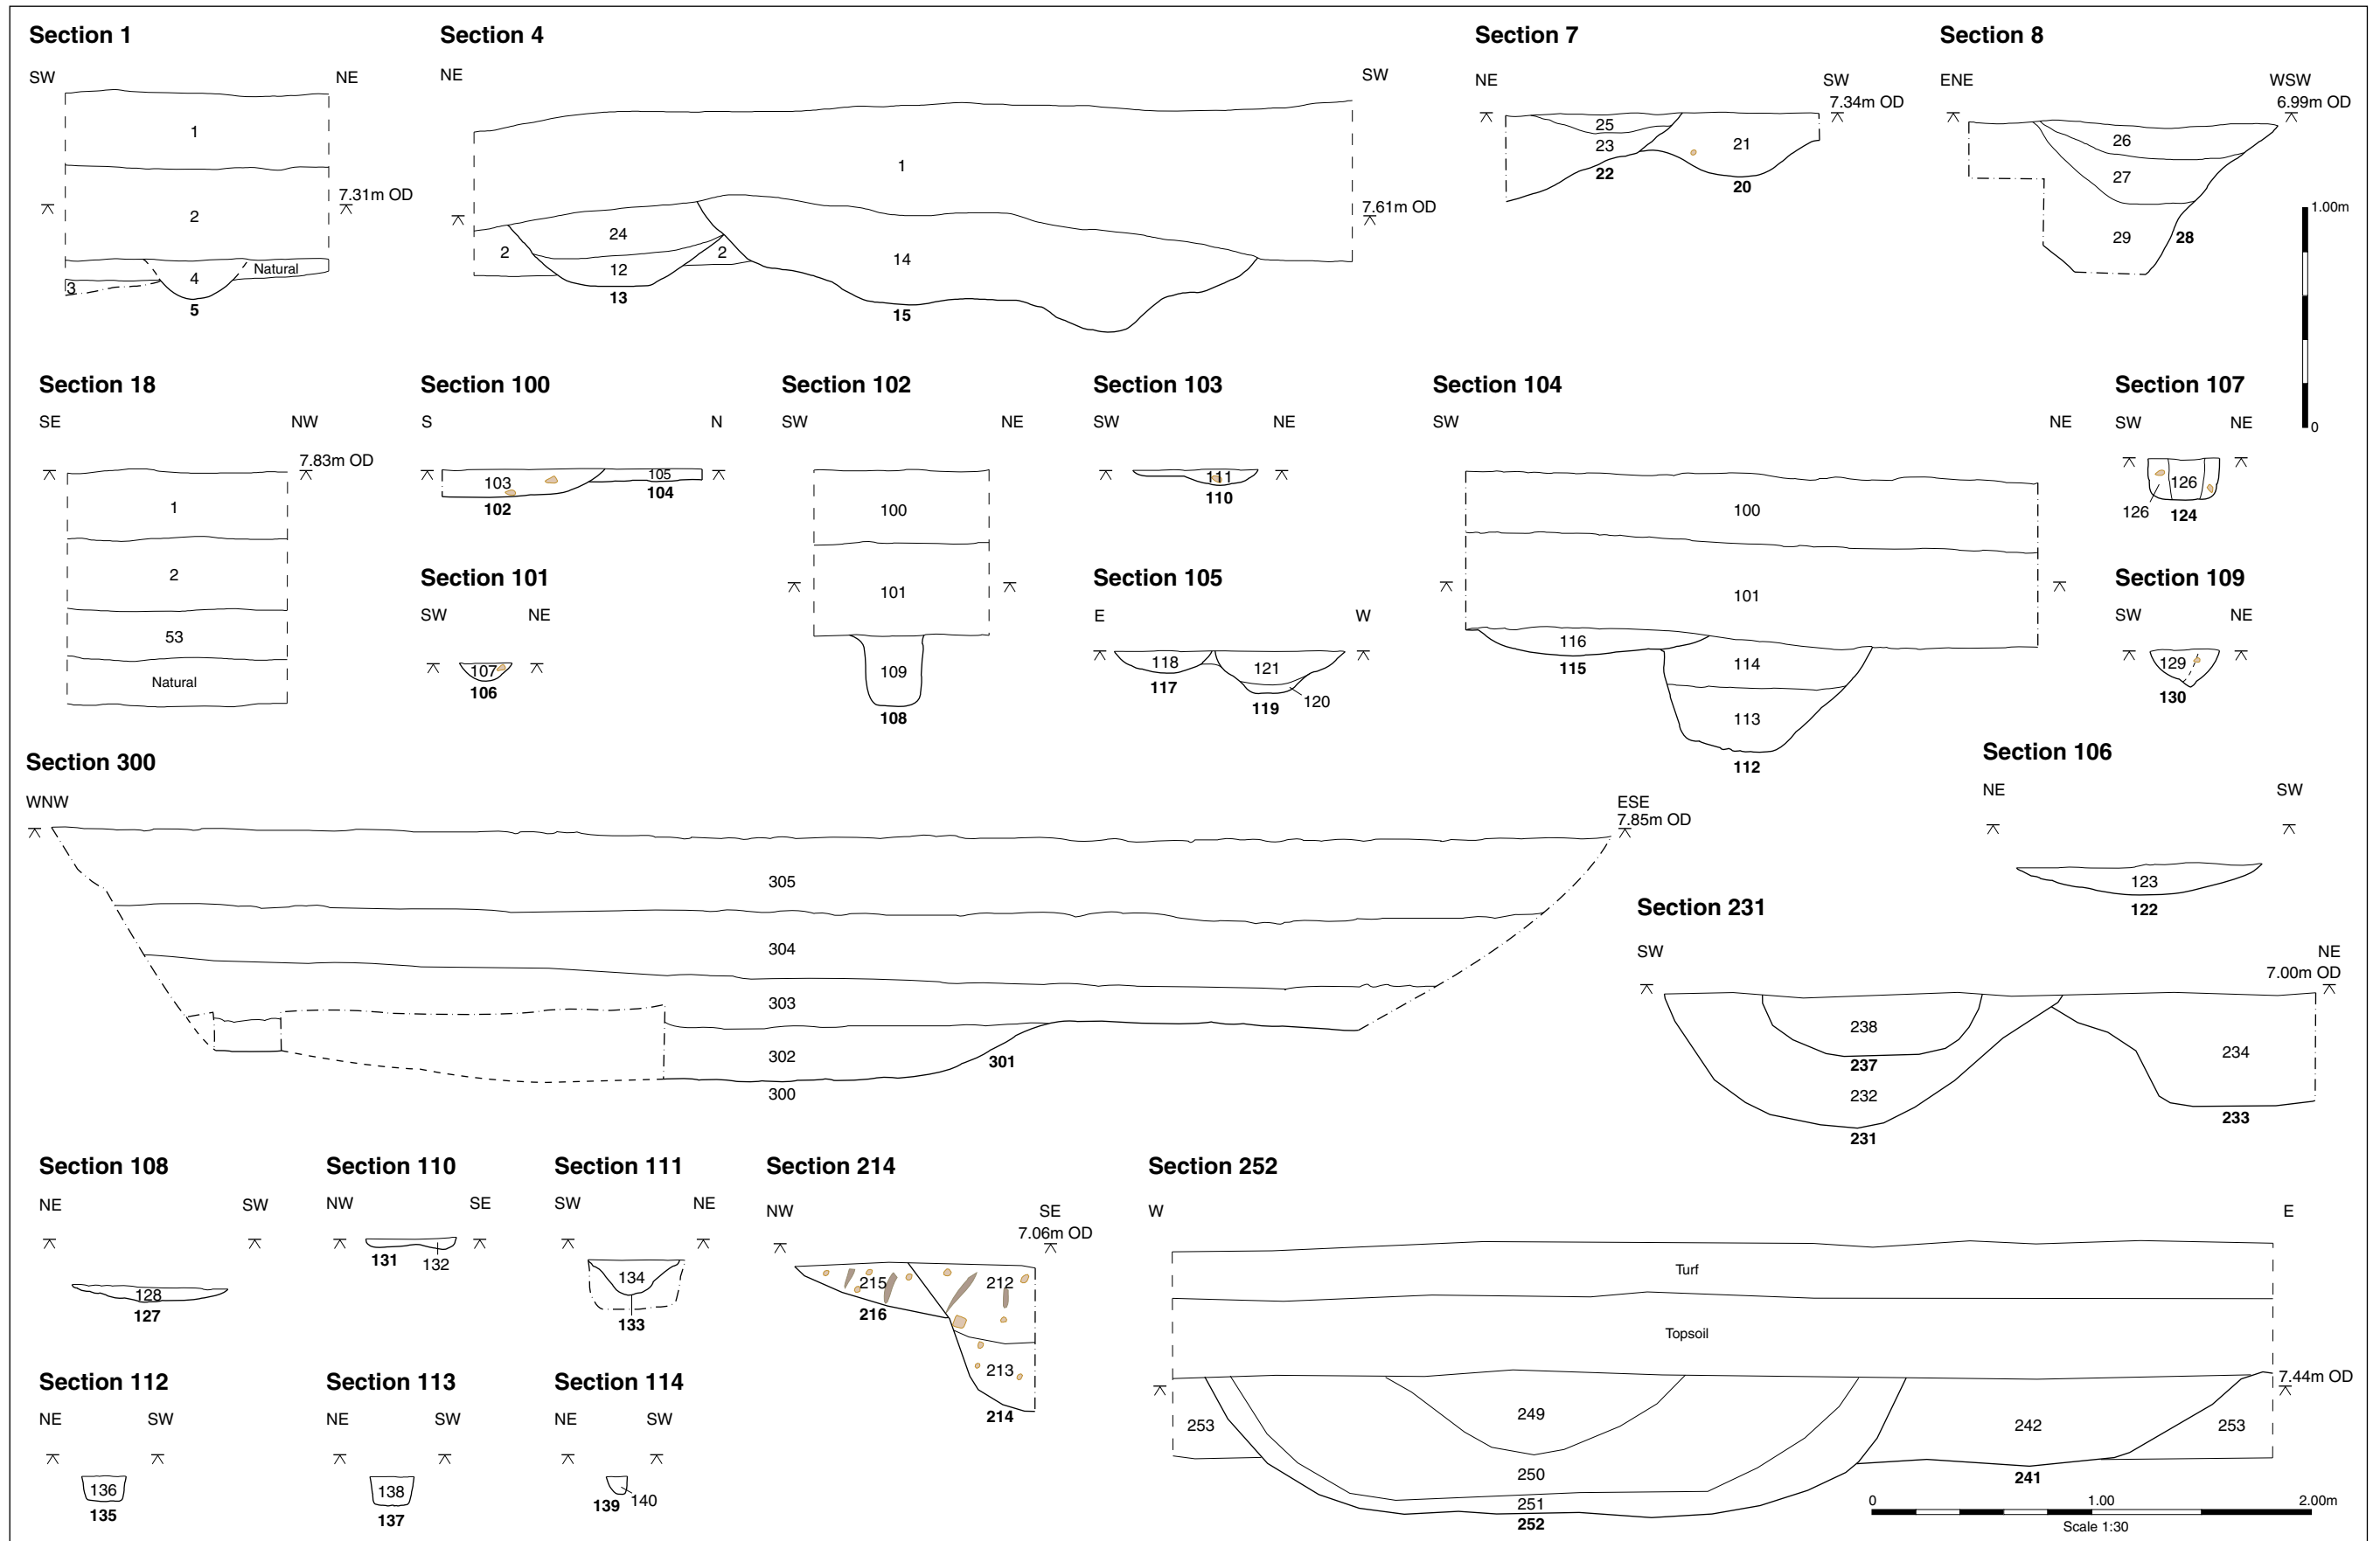 Section 1
SW NE
1
7.31m OD
2
Natural
4
3
5
Section 4
NE SW
1
7.61m OD
24
2 2
12 14
13
15
Section 7
NE SW
7.34m OD
25
23 21
22
20
Section 8
ENE WSW
6.99m OD
26
27
29 28
1.00m
0
Section 18
SE NW
7.83m OD
1
2
53
Natural
Section 100
S N
103 105
102 104
Section 101
SW NE
107
106
Section 102
SW NE
100
101
109
108
Section 103
SW NE
111
110
Section 105
E W
118 121
117
119 120
Section 104
SW NE
100
101
116
115 114
113
112
Section 107
SW NE
126
126 124
Section 109
SW NE
129
130
Section 300
WNW ESE
7.85m OD
305
304
303
302 301
300
Section 106
NE SW
123
122
Section 231
SW NE
7.00m OD
238
237 234
232
231 233
Section 108
NE SW
128
127
Section 110
NW SE
131 132
Section 111
SW NE
134
133
Section 214
NW SE
7.06m OD
215 212
216
213
214
Section 252
W E
Turf
Topsoil
7.44m OD
253 249 242 253
250
251 241
252
Section 112
NE SW
136
135
Section 113
NE SW
138
137
Section 114
NE SW
139 140
0 1.00 2.00m
Scale 1:30